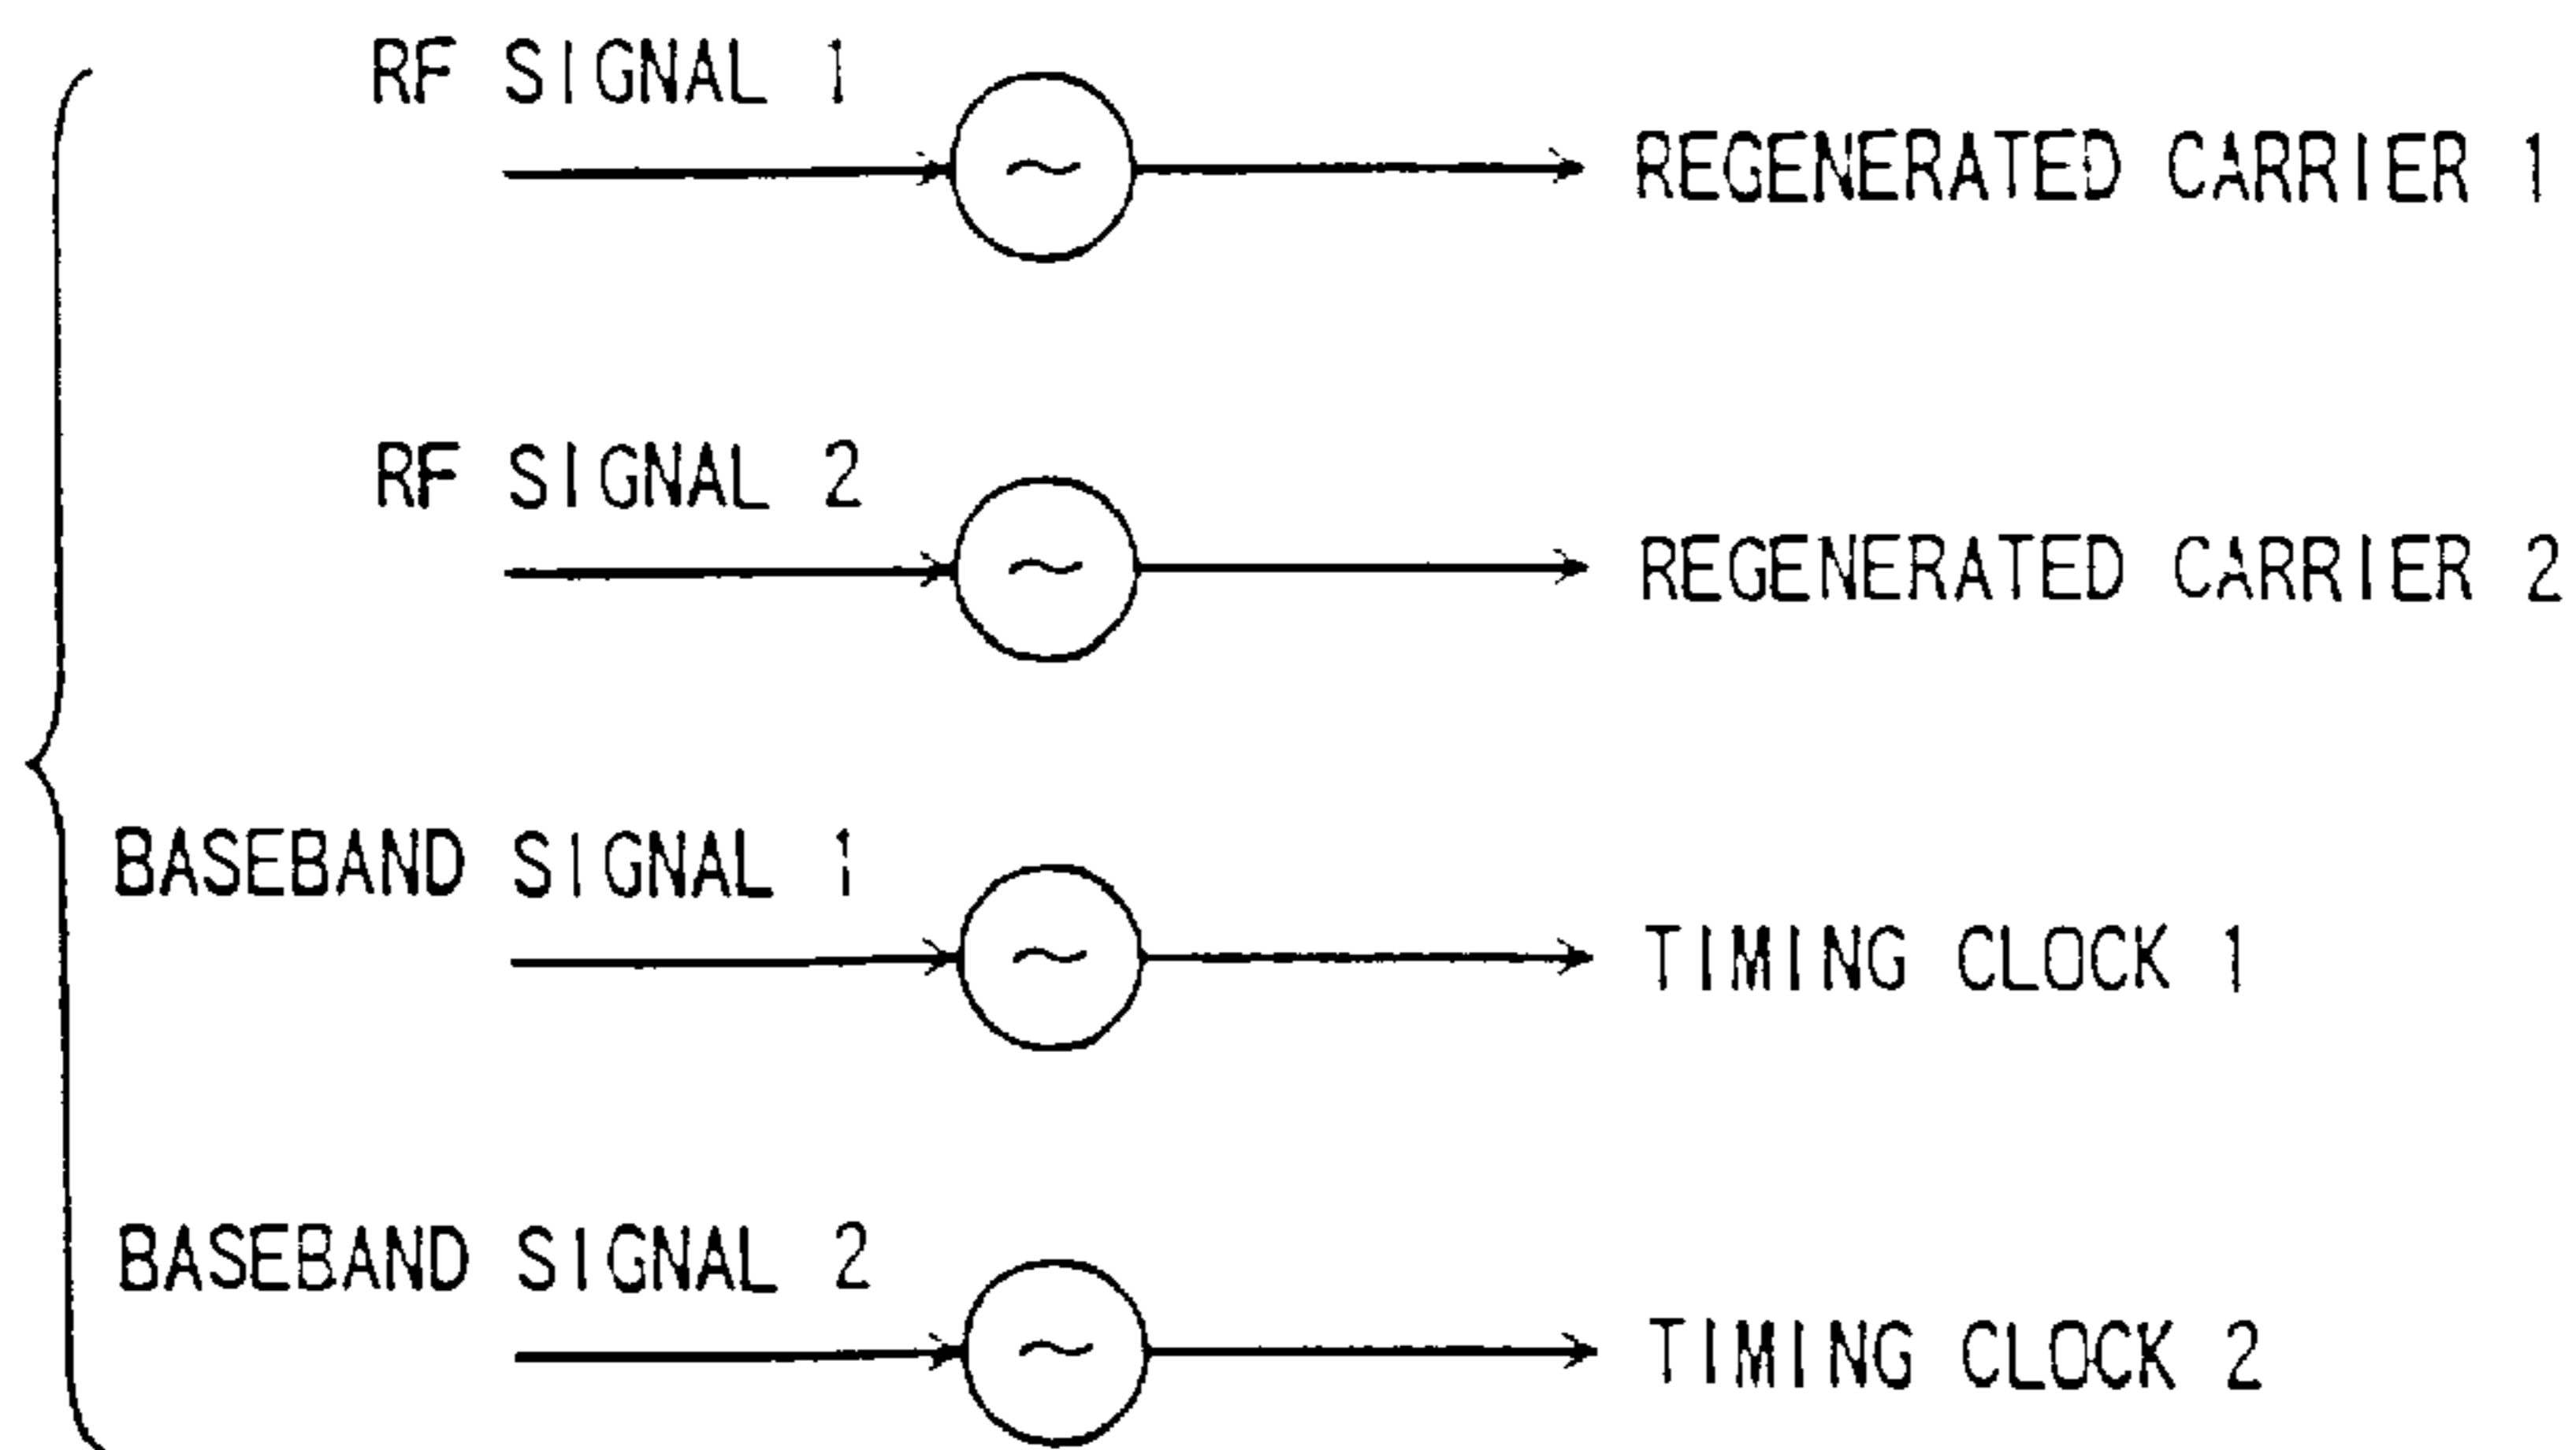 RF SIGNAL 1
REGENERATED CARRIER 1
RF SIGNAL 2
REGENERATED CARRIER 2
BASEBAND SIGNAL 1
TIMING CLOCK 1
BASEBAND SIGNAL 2
TIMING CLOCK 2